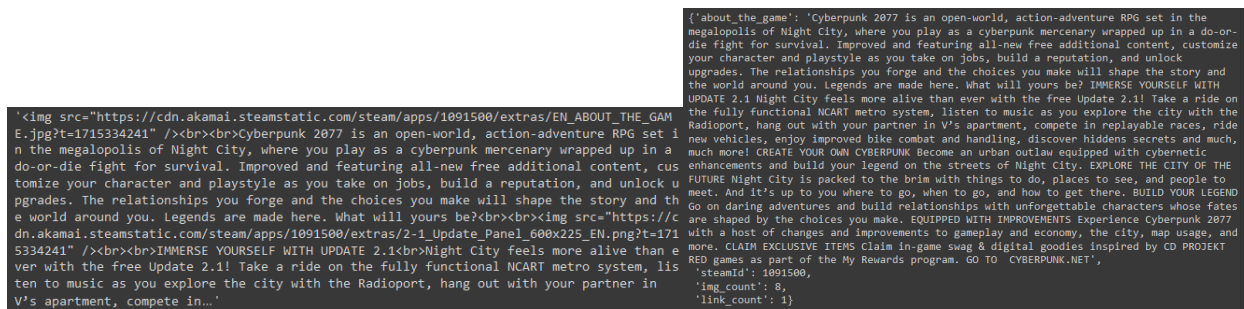 '<img src="https://cdn.akamai.steamstatic.com/steam/apps/1091500/extras/EN_ABOUT_THE_GAM
E.jpg?t=1715334241" /><br><br>Cyberpunk 2077 is an open-world, action-adventure RPG set i
n the megalopolis of Night City, where you play as a cyberpunk mercenary wrapped up in a
do-or-die fight for survival. Improved and featuring all-new free additional content, cus
tomize your character and playstyle as you take on jobs, build a reputation, and unlock u
pgrades. The relationships you forge and the choices you make will shape the story and th
e world around you. Legends are made here. What will yours be?<br><br><img src="https://c
dn.akamai.steamstatic.com/steam/apps/1091500/extras/2-1_Update_Panel_600x225_EN.png?t=171
5334241" /><br><br>IMMERSE YOURSELF WITH UPDATE 2.1<br>Night City feels more alive than e
ver with the free Update 2.1! Take a ride on the fully functional NCART metro system, lis
ten to music as you explore the city with the Radioport, hang out with your partner in
V’s apartment, compete in…'
{'about_the_game': 'Cyberpunk 2077 is an open-world, action-adventure RPG set in the
megalopolis of Night City, where you play as a cyberpunk mercenary wrapped up in a do-or-
die fight for survival. Improved and featuring all-new free additional content, customize
your character and playstyle as you take on jobs, build a reputation, and unlock
upgrades. The relationships you forge and the choices you make will shape the story and
the world around you. Legends are made here. What will yours be? IMMERSE YOURSELF WITH
UPDATE 2.1 Night City feels more alive than ever with the free Update 2.1! Take a ride on
the fully functional NCART metro system, listen to music as you explore the city with the
Radioport, hang out with your partner in V’s apartment, compete in replayable races, ride
new vehicles, enjoy improved bike combat and handling, discover hidden secrets and much,
much more! CREATE YOUR OWN CYBERPUNK Become an urban outlaw equipped with cybernetic
enhancements and build your legend on the streets of Night City. EXPLORE THE CITY OF THE
FUTURE Night City is packed to the brim with things to do, places to see, and people to
meet. And it’s up to you where to go, when to go, and how to get there. BUILD YOUR LEGEND
Go on daring adventures and build relationships with unforgettable characters whose fates
are shaped by the choices you make. EQUIPPED WITH IMPROVEMENTS Experience Cyberpunk 2077
with a host of changes and improvements to gameplay and economy, the city, map usage, and
more. CLAIM EXCLUSIVE ITEMS Claim in-game swag & digital goodies inspired by CD PROJEKT
RED games as part of the My Rewards program. GO TO  CYBERPUNK.NET',
'steamId': 1091500,
'img_count': 8,
'link_count': 1}